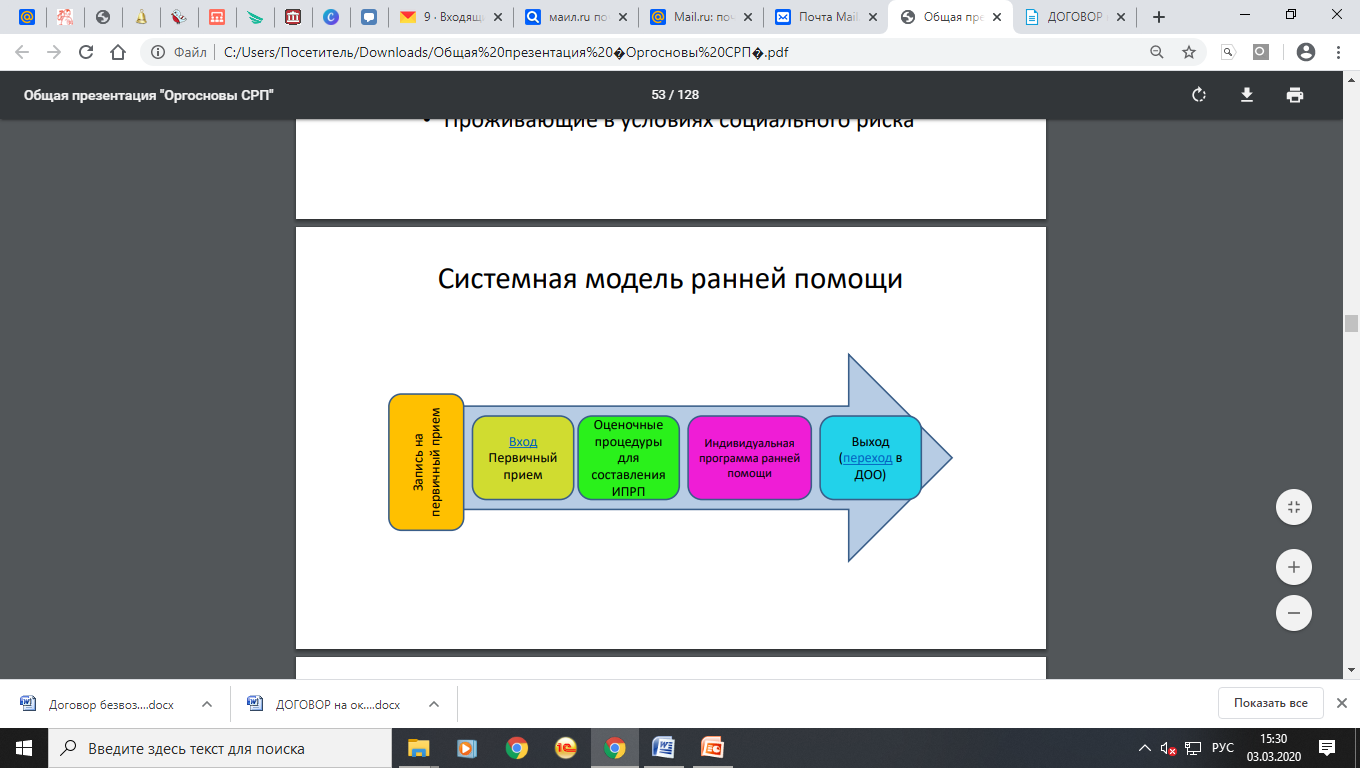 9 · Входящ
маил.ru по
Mail.ru: поч
Почта Mail
Общая пре
ДОГОВОР
Файл
C:/Users/Посетитель/Downloads/Общая%20презентация%20�Оргосновы%20СРП�.pdf
Общая презентация "Оргосновы СРП"
53 / 128
• Проживающие в условиях социального риска
Системная модель ранней помощи
Запись на
первичный прием
Вход
Первичный
прием
Оценочные
процедуры
для
составления
ИПРП
Индивидуальная
программа ранней
помощи
Выход
(переход в
ДОО)
Договор безвоз....docx
ДОГОВОР на ок....docx
Показать все
Введите здесь текст для поиска
РУС
15:30
03.03.2020